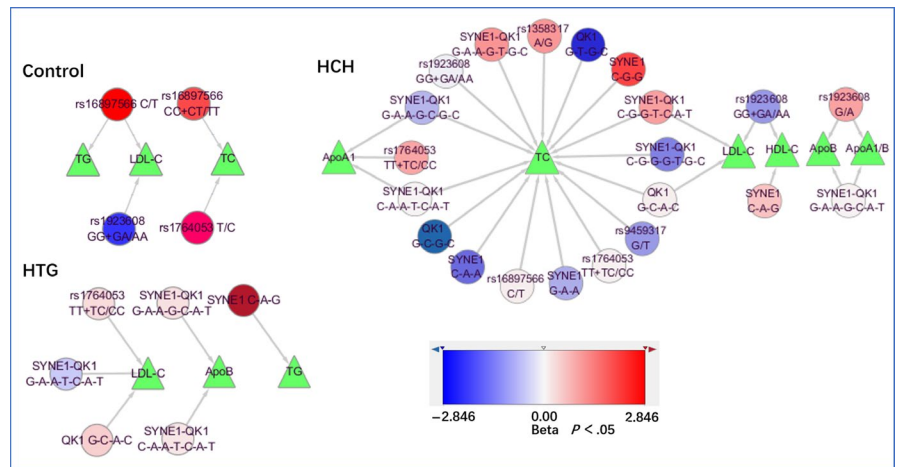 Control
rs16897566 C/T
rs16897566
CC+CT/TT
TG
LDL-C
TC
rs1923608
GG+GA/AA
rs1764053 T/C
HTG
rs1764053
TT+TC/CC
SYNE1-QK1
G-A-A-G-C-A-T
SYNE1 C-A-G
SYNE1-QK1
G-A-A-T-C-A-T
LDL-C
ApoB
TG
QK1 G-C-A-C
SYNE1-QK1
C-A-A-T-C-A-T
HCH
SYNE1-QK1
G-A-A-G-T-G-C
rs1358317
A/G
QK1
G-T-G-C
SYNE1
C-G-G
rs1923608
GG+GA/AA
SYNE1-QK1
G-A-A-G-C-G-C
SYNE1-QK1
C-G-G-T-C-A-T
ApoA1
rs1764053
TT+TC/CC
TC
SYNE1-QK1
C-G-G-G-T-G-C
SYNE1-QK1
C-A-A-T-C-A-T
QK1
G-C-A-C
QK1
G-C-G-C
rs9459317
G/T
SYNE1
C-A-A
rs16897566
C/T
SYNE1
G-A-A
rs1764053
TT+TC/CC
LDL-C
rs1923608
GG+GA/AA
HDL-C
SYNE1
C-A-G
rs1923608
G/A
ApoB
ApoA1/B
SYNE1-QK1
G-A-A-G-C-A-T
−2.846
0.00
2.846
Beta P < .05